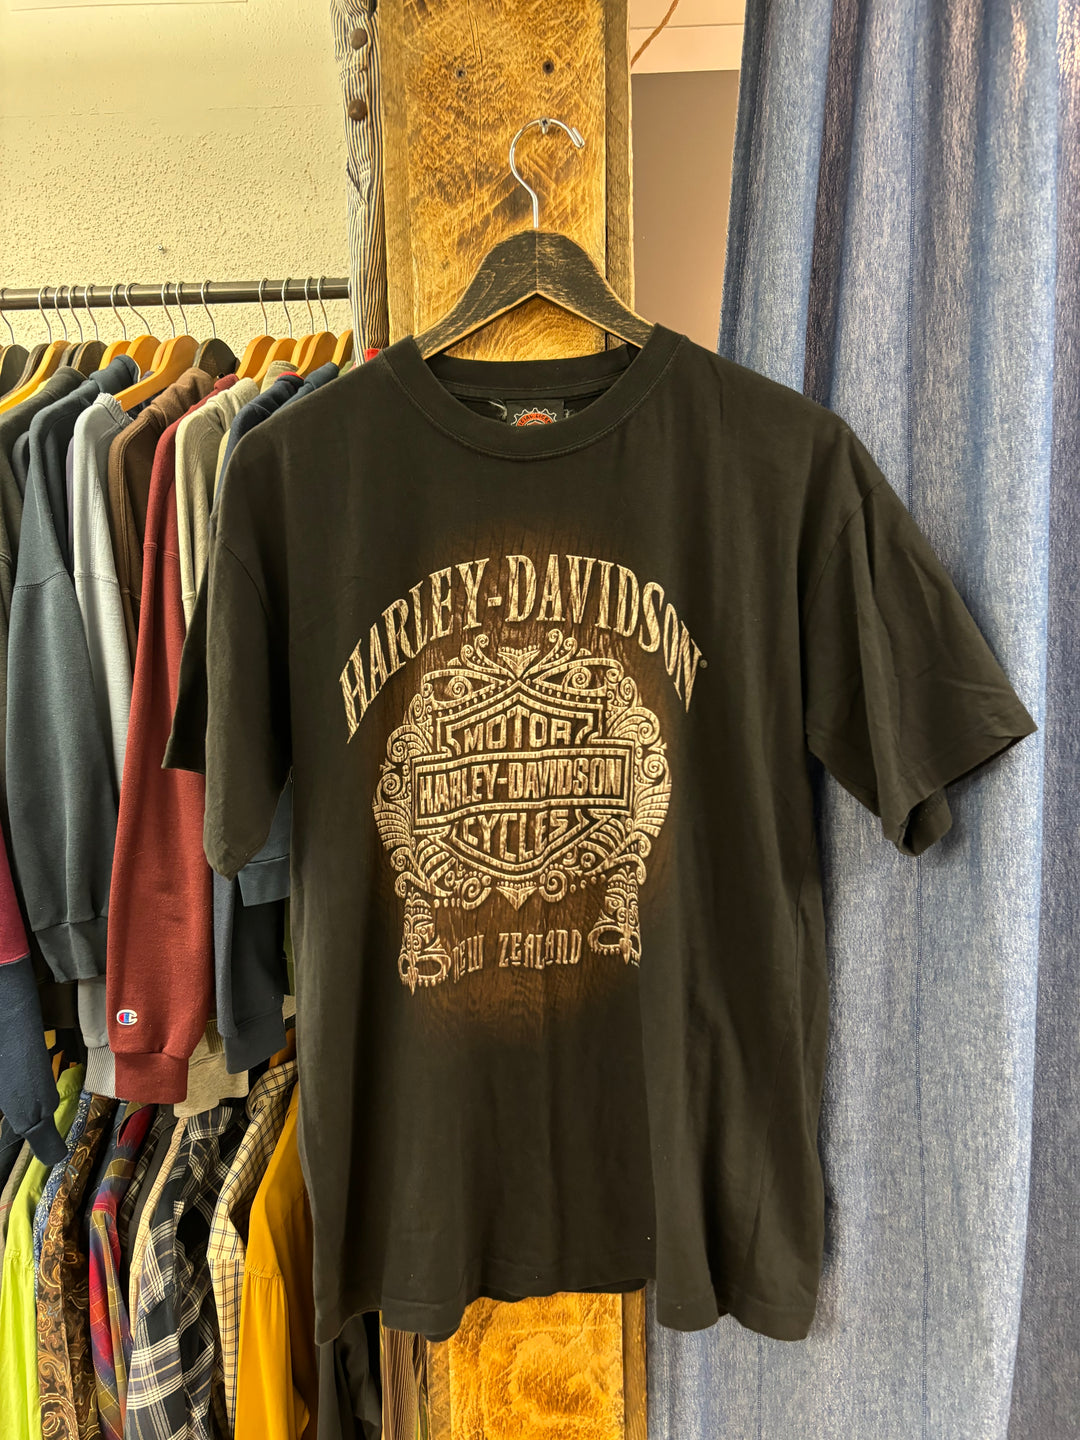 HARLEY-DAVIDSON®
MOTOR
HARLEY-DAVIDSON
CYCLES
NEW ZEALAND